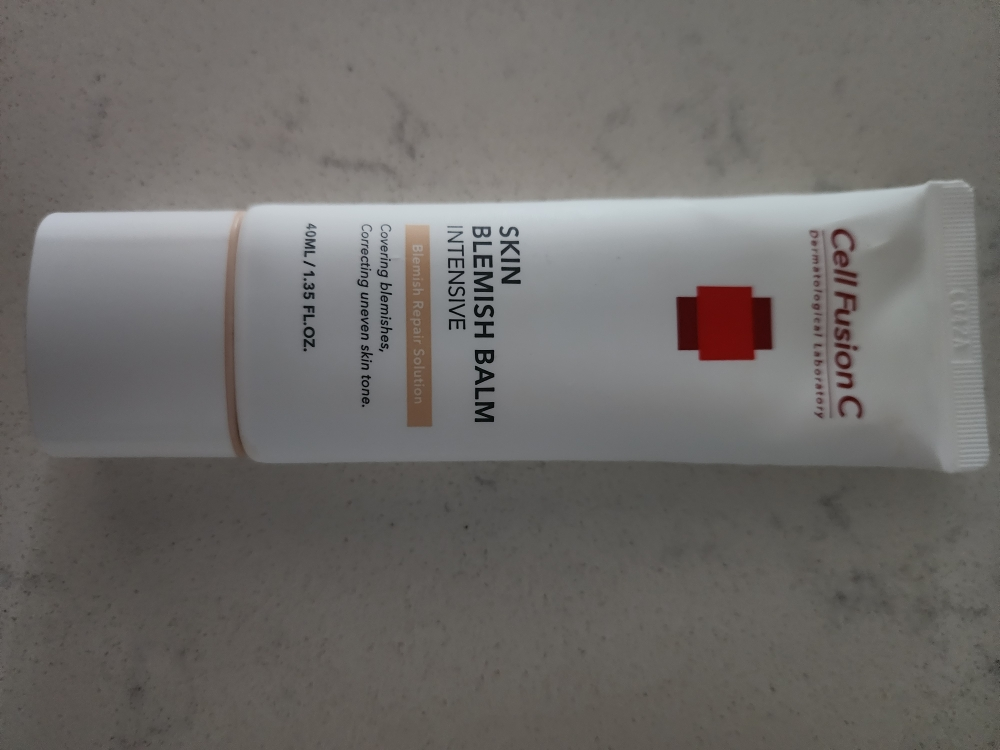 Cell Fusion C
Dermatological Laboratory
SKIN
BLEMISH BALM
INTENSIVE
Blemish Repair Solution
Covering blemishes,
Correcting uneven skin tone.
40ML / 1.35 FL.OZ.